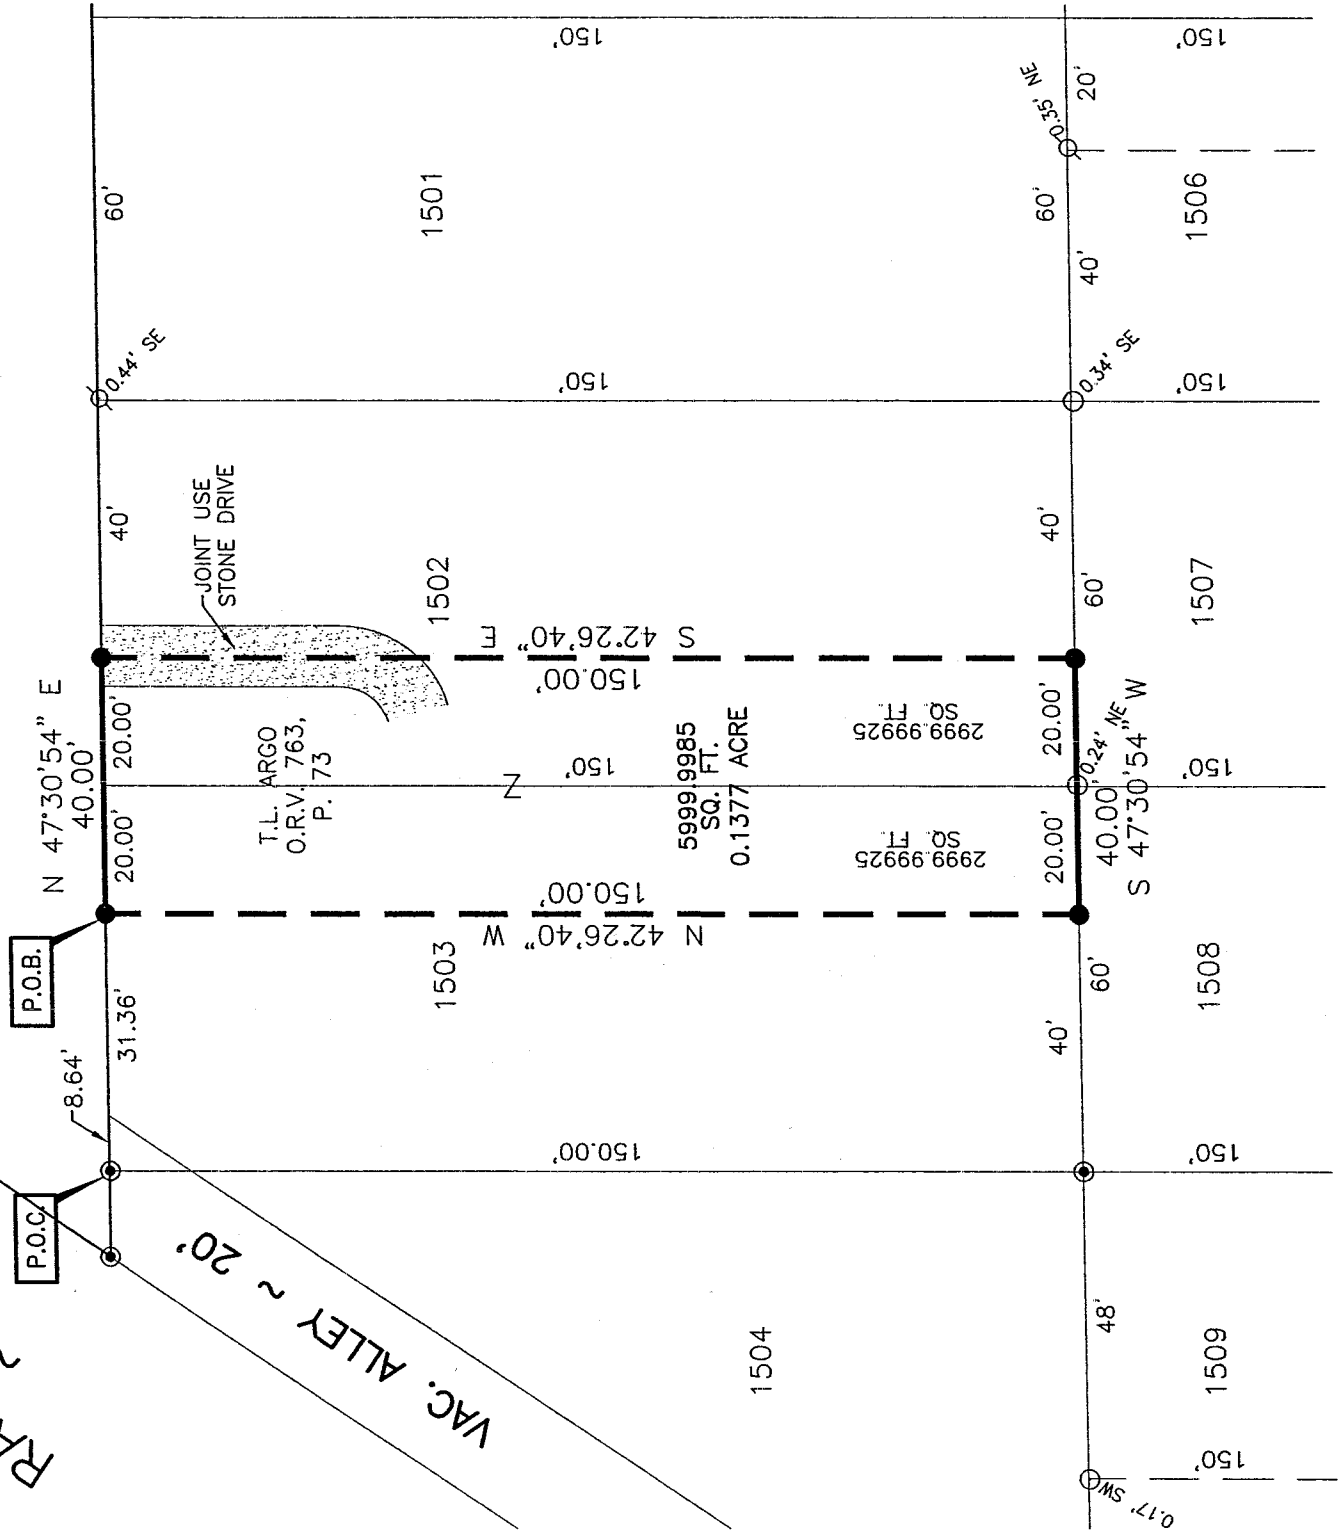 RA
~
VAC. ALLEY ~ 20'
P.O.C.
P.O.B.
8.64'
31.36'
N 47°30'54" E
40.00'
20.00'
20.00'
40'
60'
0.44' SE
JOINT USE
STONE DRIVE
T.L. ARGO
O.R.V. 763,
P. 73
1504
1503
1502
1501
150.00'
N 42°26'40" W
150.00'
150'
Z
S 42°26'40" E
150.00'
150'
150'
5999.9985
SQ. FT.
0.1377 ACRE
2999.99925
SQ. FT.
2999.99925
SQ. FT.
40'
20.00'
20.00'
40'
60'
0.17' SW
48'
60'
40.00'
0.24' NE
S 47°30'54" W
60'
0.34' SE
40'
0.35' NE
20'
150'
1509
150'
1508
150'
1507
150'
1506
150'